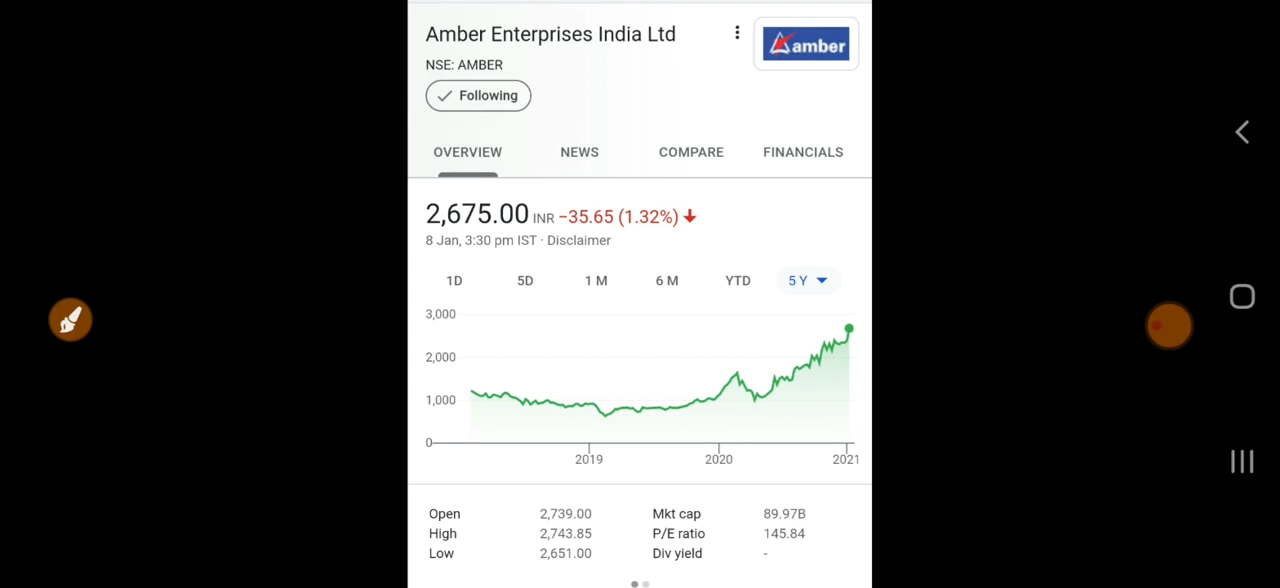 Amber Enterprises India Ltd
amber
NSE: AMBER
Following
OVERVIEW NEWS COMPARE FINANCIALS
2,675.00 INR −35.65 (1.32%)
8 Jan, 3:30 pm IST · Disclaimer
1D 5D 1 M 6 M YTD 5 Y
3,000
2,000
1,000
0
2019 2020 2021
Open 2,739.00 Mkt cap 89.97B
High 2,743.85 P/E ratio 145.84
Low 2,651.00 Div yield -